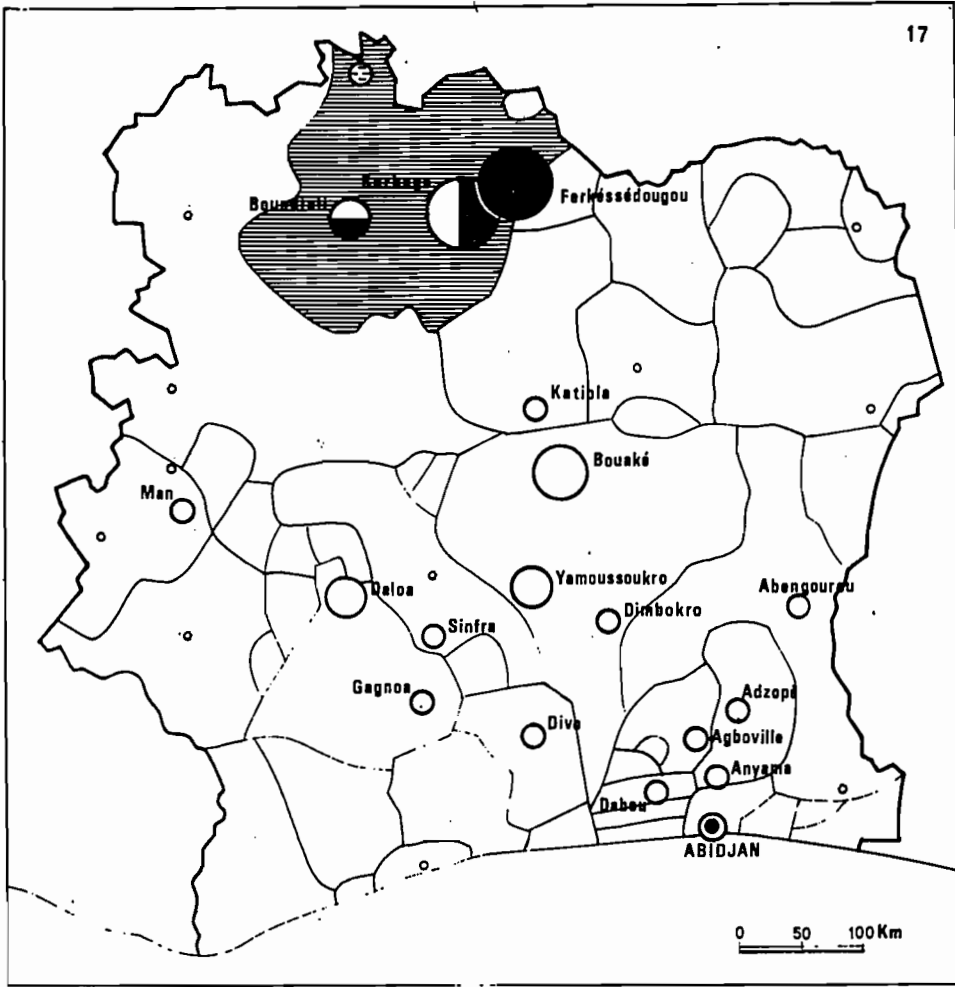 17
Korhogo
Boundiali
Ferkéssédougou
Katiola
Bouaké
Man
Daloa
Yamoussoukro
Abengourou
Dimbokro
Sinfra
Gagnoa
Adzopé
Divo
Agboville
Anyama
Dabou
ABIDJAN
0 50 100 Km